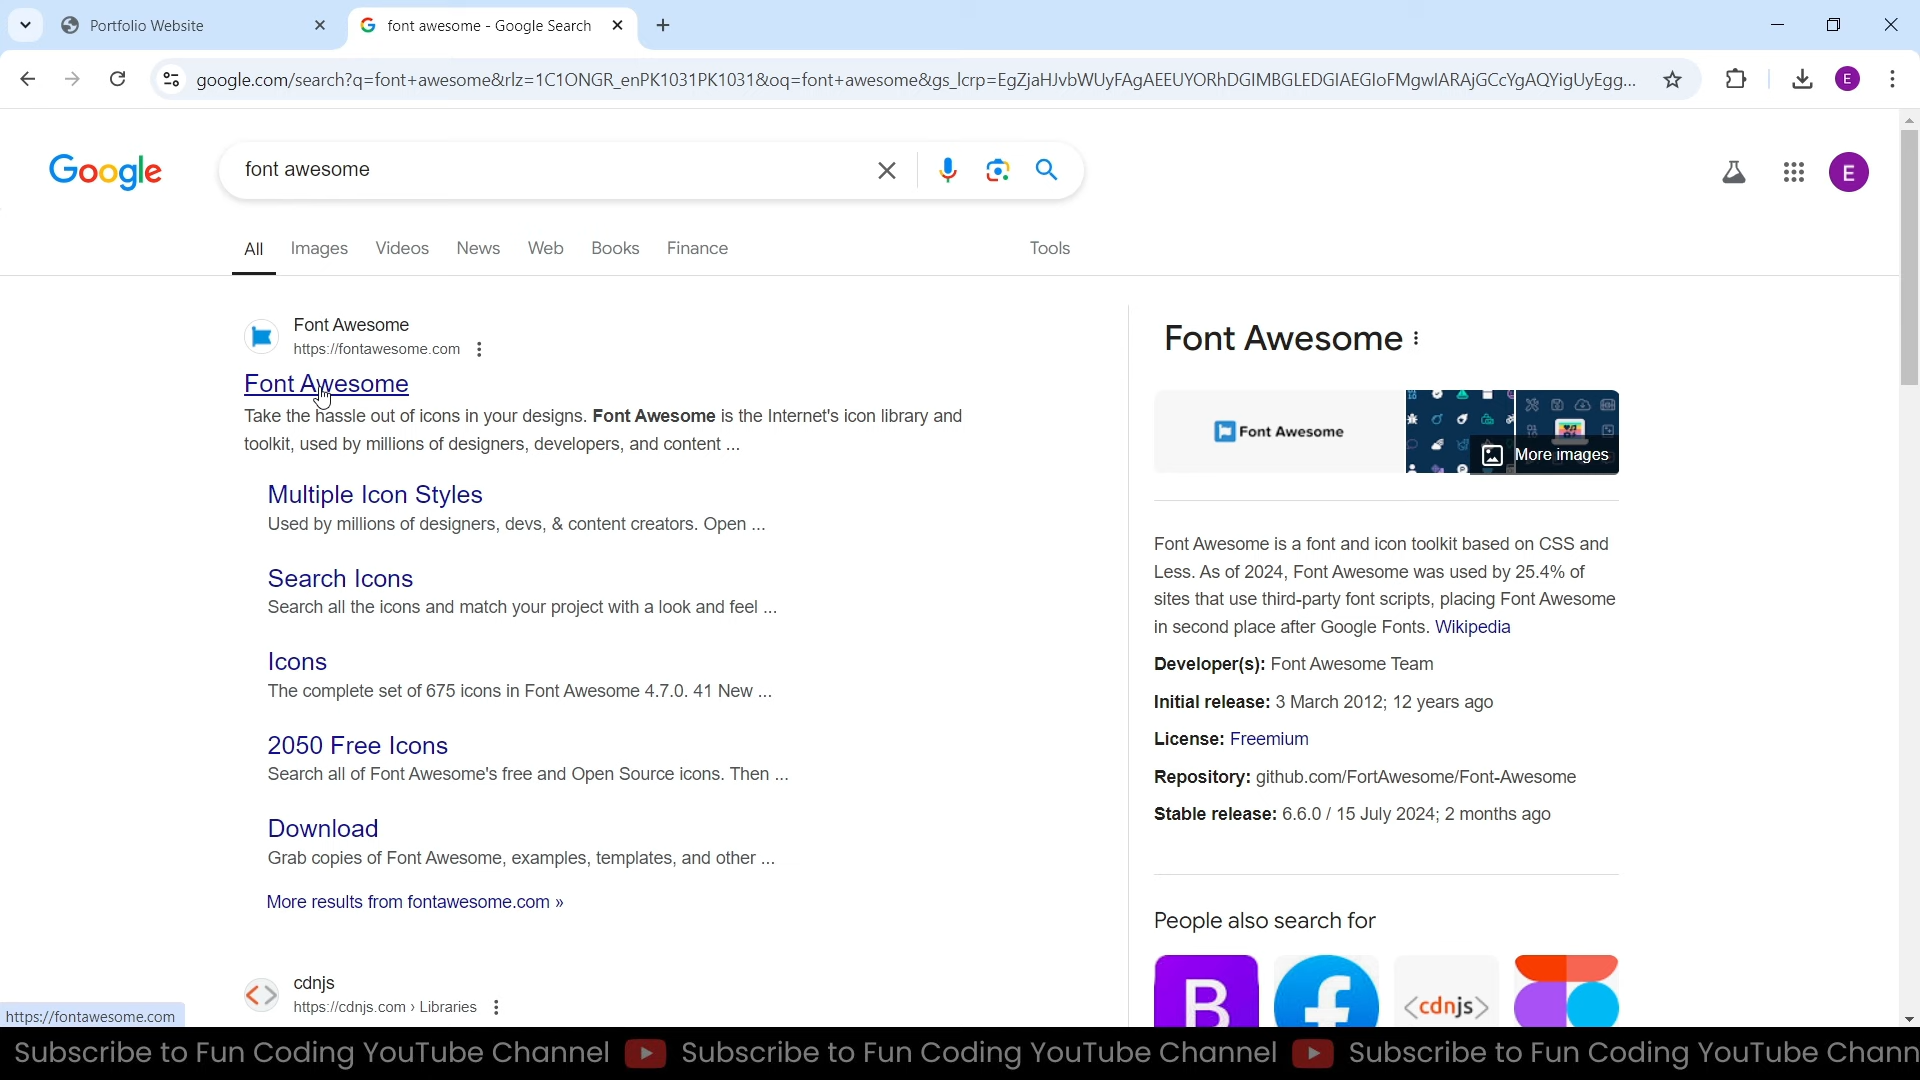 Portfolio Website
font awesome - Google Search
google.com/search?q=font+awesome&rlz=1C1ONGR_enPK1031PK1031&oq=font+awesome&gs_lcrp=EgZjaHJvbWUyFAgAEEUYORhDGIMBGLEDGIAEGIoFMgwIARAjGCcYgAQYigUyEgg...
E
Google
font awesome
E
All
Images
Videos
News
Web
Books
Finance
Tools
Font Awesome
https://fontawesome.com
Font Awesome
Take the hassle out of icons in your designs. Font Awesome is the Internet's icon library and
toolkit, used by millions of designers, developers, and content ...
Multiple Icon Styles
Used by millions of designers, devs, & content creators. Open ...
Search Icons
Search all the icons and match your project with a look and feel ...
Icons
The complete set of 675 icons in Font Awesome 4.7.0. 41 New ...
2050 Free Icons
Search all of Font Awesome's free and Open Source icons. Then ...
Download
Grab copies of Font Awesome, examples, templates, and other ...
More results from fontawesome.com »
cdnjs
https://cdnjs.com › Libraries
https://fontawesome.com
Font Awesome
Font Awesome
More images
Font Awesome is a font and icon toolkit based on CSS and
Less. As of 2024, Font Awesome was used by 25.4% of
sites that use third-party font scripts, placing Font Awesome
in second place after Google Fonts. Wikipedia
Developer(s): Font Awesome Team
Initial release: 3 March 2012; 12 years ago
License: Freemium
Repository: github.com/FortAwesome/Font-Awesome
Stable release: 6.6.0 / 15 July 2024; 2 months ago
People also search for
B
<cdnjs>
Subscribe to Fun Coding YouTube Channel Subscribe to Fun Coding YouTube Channel Subscribe to Fun Coding YouTube Chann